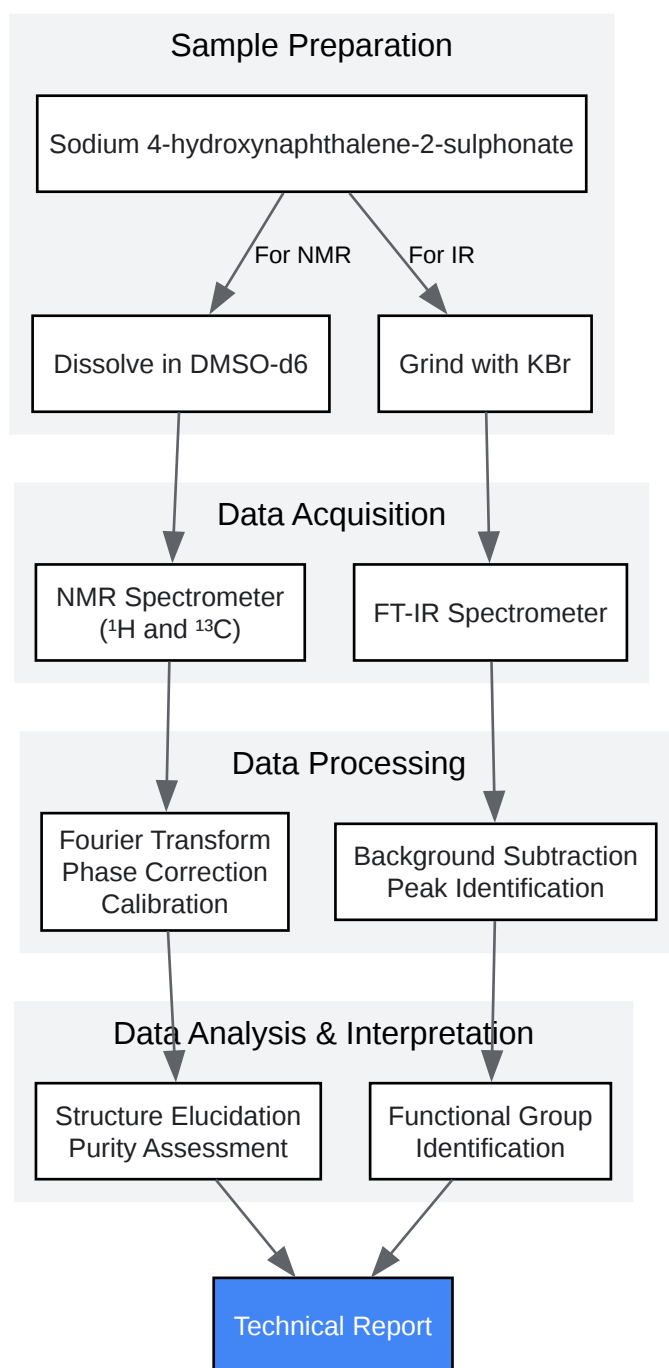 Sample Preparation
Sodium 4-hydroxynaphthalene-2-sulphonate
For NMR
For IR
Dissolve in DMSO-d6
Grind with KBr
Data Acquisition
NMR Spectrometer
(¹H and ¹³C)
FT-IR Spectrometer
Data Processing
Fourier Transform
Phase Correction
Calibration
Background Subtraction
Peak Identification
Data Analysis & Interpretation
Structure Elucidation
Purity Assessment
Functional Group
Identification
Technical Report